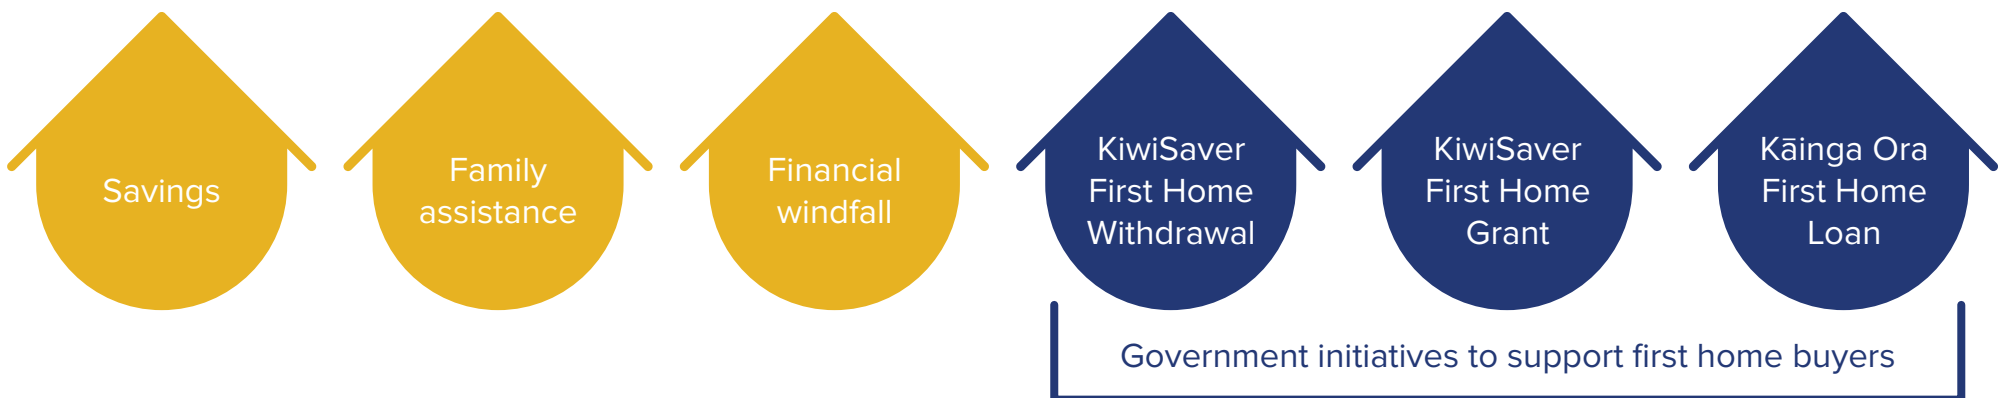 Savings
Family
assistance
Financial
windfall
KiwiSaver
First Home
Withdrawal
KiwiSaver
First Home
Grant
Kāinga Ora
First Home
Loan
Government initiatives to support first home buyers